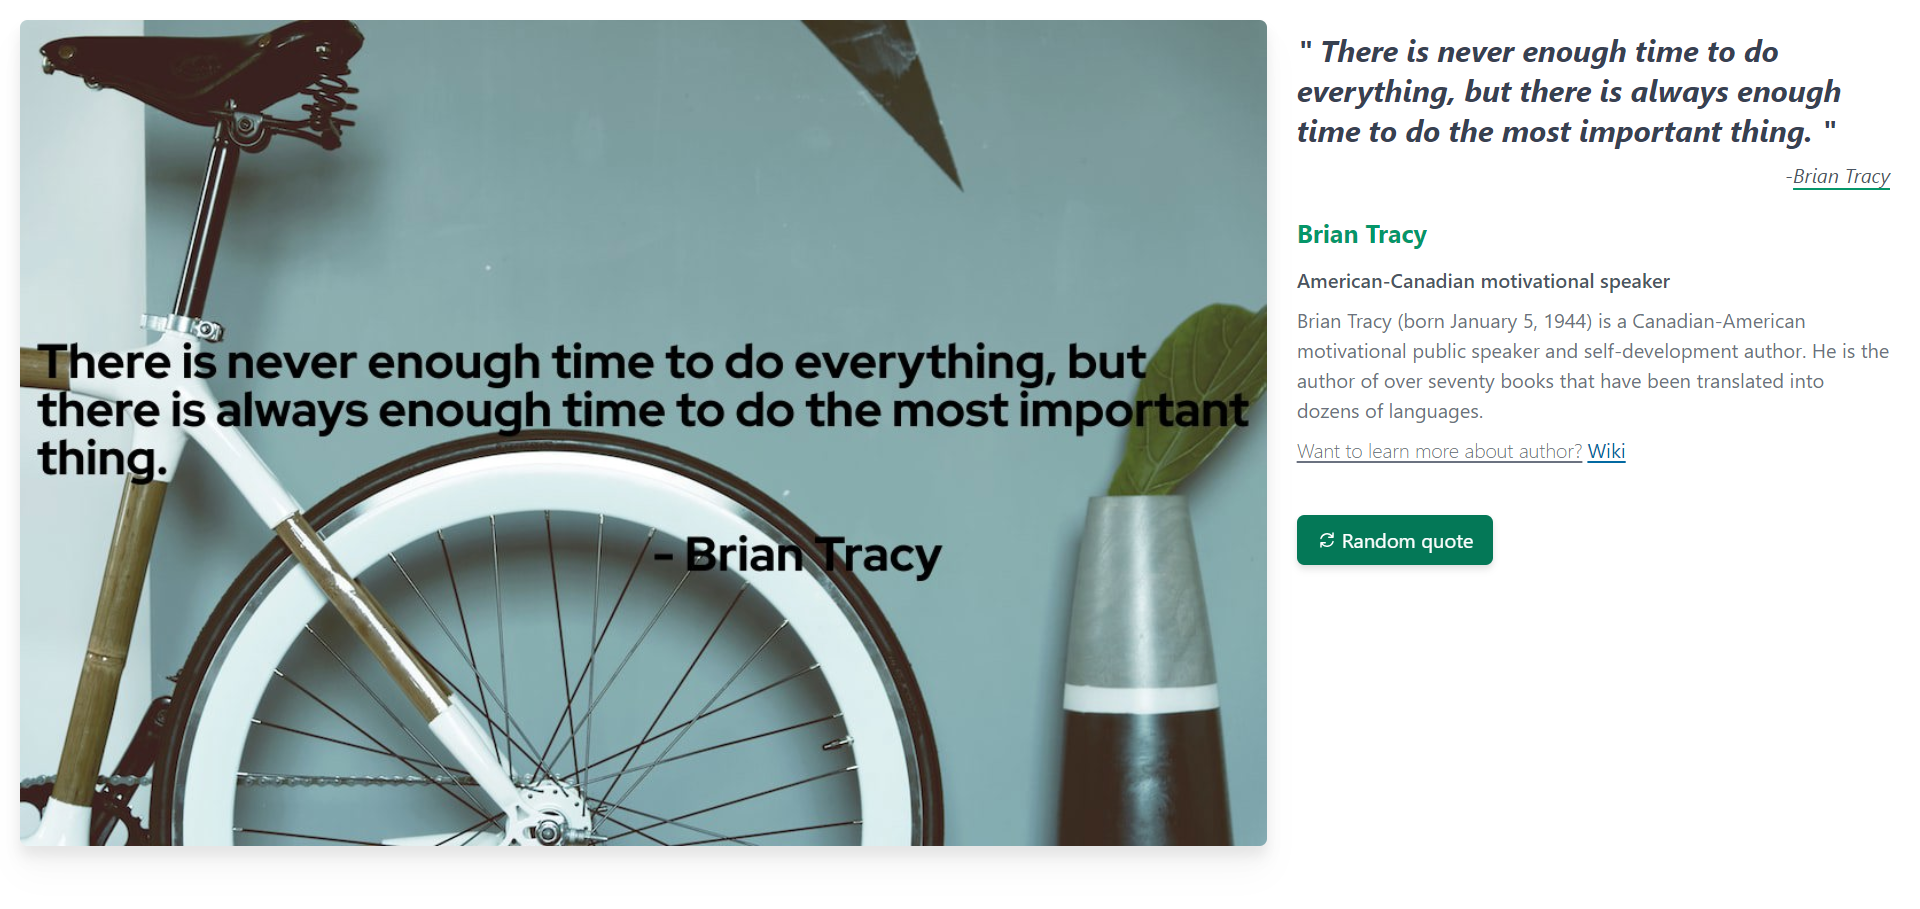 There is never enough time to do everything, but
there is always enough time to do the most important
thing.
- Brian Tracy
" There is never enough time to do
everything, but there is always enough
time to do the most important thing. "
-Brian Tracy
Brian Tracy
American-Canadian motivational speaker
Brian Tracy (born January 5, 1944) is a Canadian-American
motivational public speaker and self-development author. He is the
author of over seventy books that have been translated into
dozens of languages.
Want to learn more about author? Wiki
Random quote